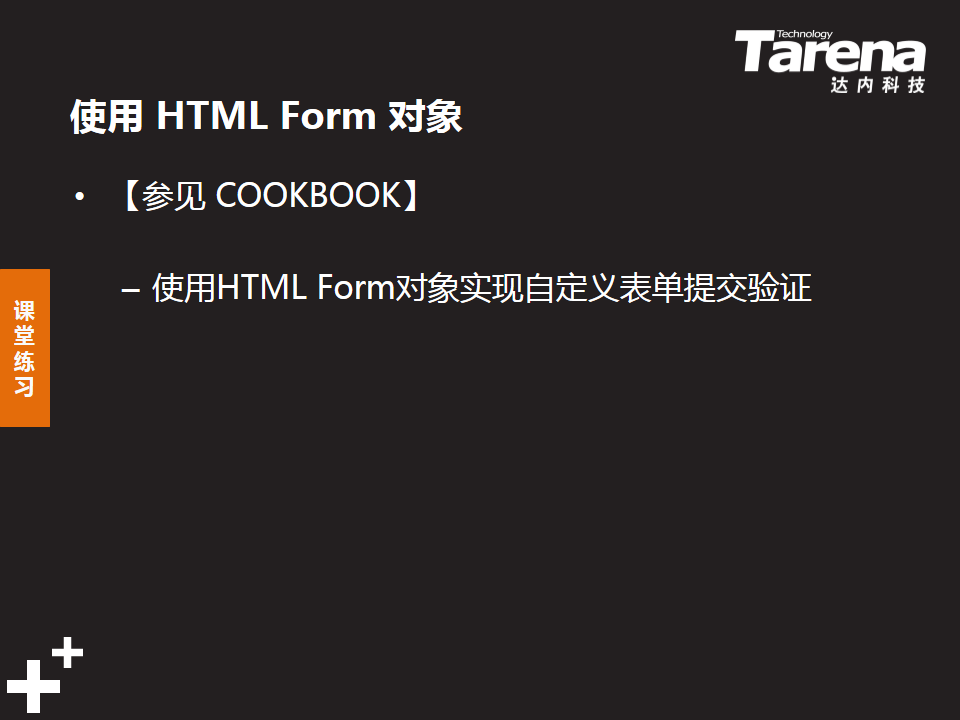 Technology
Tarena
达内科技
使用 HTML Form 对象
• 【参见 COOKBOOK】
– 使用HTML Form对象实现自定义表单提交验证
课
堂
练
习